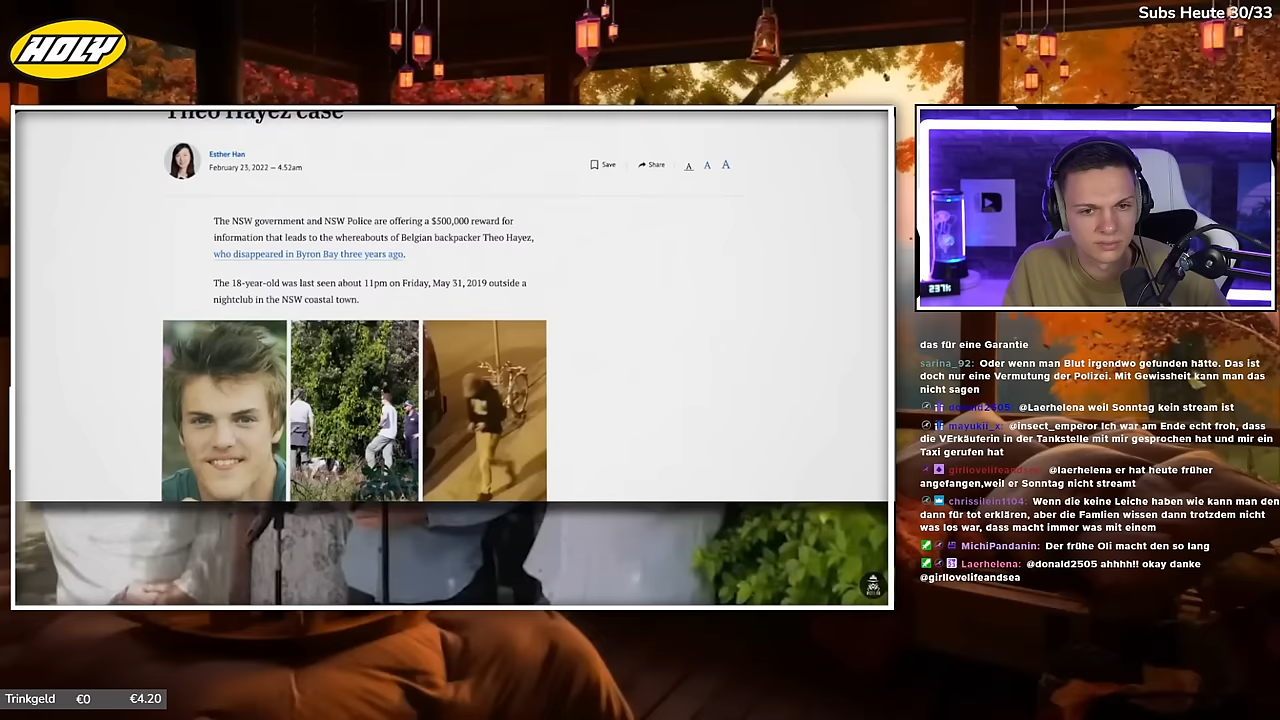 Subs Heute 30/33
HOLY
Theo Hayez case
Esther Han
February 23, 2022 — 4.52am
Save
Share
A A A
The NSW government and NSW Police are offering a $500,000 reward for
information that leads to the whereabouts of Belgian backpacker Theo Hayez,
who disappeared in Byron Bay three years ago.
The 18-year-old was last seen about 11pm on Friday, May 31, 2019 outside a
nightclub in the NSW coastal town.
237k
das für eine Garantie
sarina_92: Oder wenn man Blut irgendwo gefunden hätte. Das ist
doch nur eine Vermutung der Polizei. Mit Gewissheit kann man das
nicht sagen
donald2505 @Laerhelena weil Sonntag kein stream ist
mayukii_x: @insect_emperor Ich war am Ende echt froh, dass
die VErkäuferin in der Tankstelle mit mir gesprochen hat und mir ein
Taxi gerufen hat
girllovelifeandsea: @laerhelena er hat heute früher
angefangen,weil er Sonntag nicht streamt
chrissilein1104: Wenn die keine Leiche haben wie kann man den
dann für tot erklären, aber die Famlien wissen dann trotzdem nicht
was los war, dass macht immer was mit einem
MichiPandanin: Der frühe Oli macht den so lang
Laerhelena: @donald2505 ahhhh!! okay danke
@girllovelifeandsea
Trinkgeld €0 €4.20